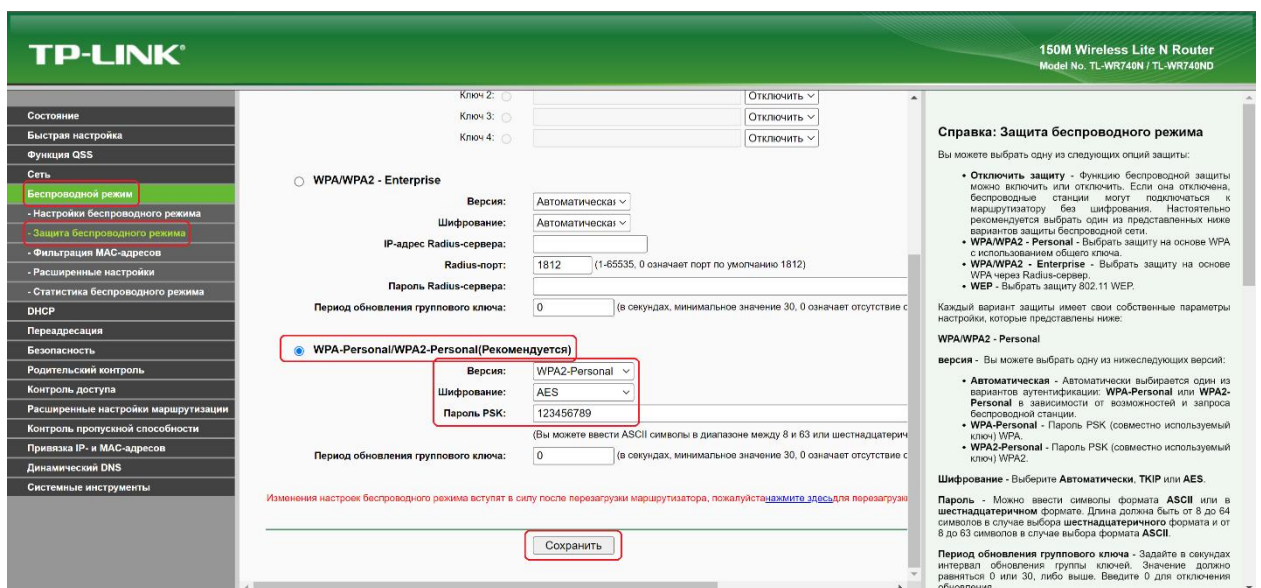 TP-LINK®
150M Wireless Lite N Router
Model No. TL-WR740N / TL-WR740ND
Состояние
Быстрая настройка
Функция QSS
Сеть
Беспроводной режим
- Настройки беспроводного режима
- Защита беспроводного режима
- Фильтрация MAC-адресов
- Расширенные настройки
- Статистика беспроводного режима
DHCP
Переадресация
Безопасность
Родительский контроль
Контроль доступа
Расширенные настройки маршрутизации
Контроль пропускной способности
Привязка IP- и MAC-адресов
Динамический DNS
Системные инструменты
Ключ 2: Отключить
Ключ 3: Отключить
Ключ 4: Отключить
WPA/WPA2 - Enterprise
Версия: Автоматическая
Шифрование: Автоматическая
IP-адрес Radius-сервера:
Radius-порт: 1812 (1-65535, 0 означает порт по умолчанию 1812)
Пароль Radius-сервера:
Период обновления группового ключа: 0 (в секундах, минимальное значение 30, 0 означает отсутствие
WPA-Personal/WPA2-Personal(Рекомендуется)
Версия: WPA2-Personal
Шифрование: AES
Пароль PSK: 123456789
(Вы можете ввести ASCII символы в диапазоне между 8 и 63 или шестнадцатерич
Период обновления группового ключа: 0 (в секундах, минимальное значение 30, 0 означает отсутствие
Изменения настроек беспроводного режима вступят в силу после перезагрузки маршрутизатора, пожалуйстанажмите здесьдля перезагрузк
Сохранить
Справка: Защита беспроводного режима
Вы можете выбрать одну из следующих опций защиты:
• Отключить защиту - Функцию беспроводной защиты
можно включить или отключить. Если она отключена,
беспроводные станции могут подключаться к
маршрутизатору без шифрования. Настоятельно
рекомендуется выбрать один из представленных ниже
вариантов защиты беспроводной сети.
• WPA/WPA2 - Personal - Выбрать защиту на основе WPA
с использованием общего ключа.
• WPA/WPA2 - Enterprise - Выбрать защиту на основе
WPA через Radius-сервер.
• WEP - Выбрать защиту 802.11 WEP.
Каждый вариант защиты имеет свои собственные параметры
настройки, которые представлены ниже:
WPA/WPA2 - Personal
версия - Вы можете выбрать одну из нижеследующих версий:
• Автоматическая - Автоматически выбирается один из
вариантов аутентификации: WPA-Personal или WPA2-
Personal в зависимости от возможностей и запроса
беспроводной станции.
• WPA-Personal - Пароль PSK (совместно используемый
ключ) WPA.
• WPA2-Personal - Пароль PSK (совместно используемый
ключ) WPA2.
Шифрование - Выберите Автоматически, TKIP или AES.
Пароль - Можно ввести символы формата ASCII или в
шестнадцатеричном формате. Длина должна быть от 8 до 64
символов в случае выбора шестнадцатеричного формата и от
8 до 63 символов в случае выбора формата ASCII.
Период обновления группового ключа - Задайте в секундах
интервал обновления группы ключей. Значение должно
равняться 0 или 30, либо выше. Введите 0 для отключения
обновления.